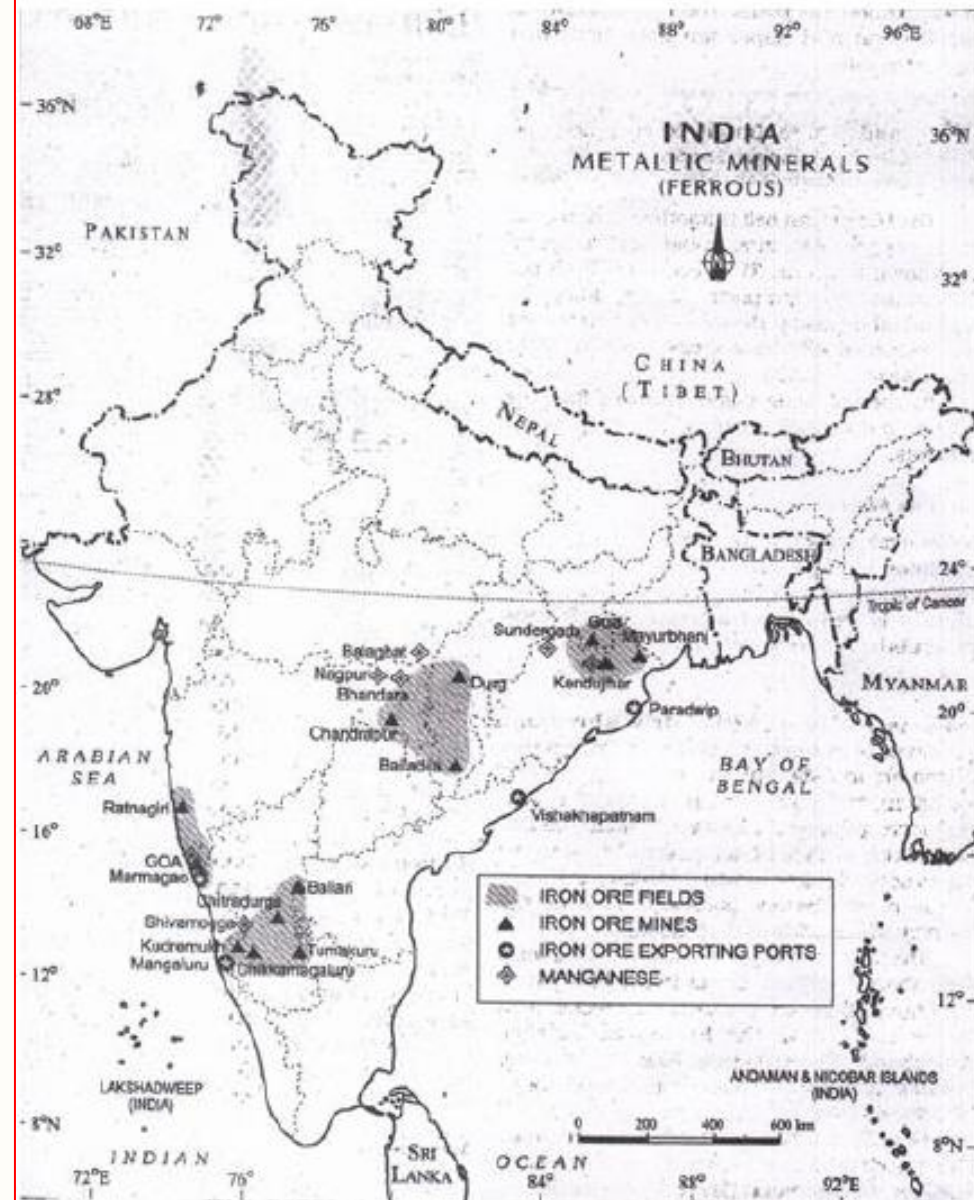 68°E 72° 76° 80° 84° 88° 92° 96°E
36°N
INDIA
METALLIC MINERALS
(FERROUS)
36°N
PAKISTAN
32°
32°
CHINA
(TIBET)
28°
NEPAL
BHUTAN
BANGLADESH
24°
Tropic of Cancer
Sundergarh
Mayurbhanj
Balaghat
Nagpur
Bhandara
Durg
Kendujhar
MYANMAR
20°
20°
Paradwip
Chandrapur
ARABIAN
SEA
BAY OF
BENGAL
Ratnagiri
Vishakhapatnam
16°
GOA
Marmagao
Ballari
Chitradurga
Shivamogga
Kudremukh
Tumakuru
Mangaluru
Chikkamagaluru
IRON ORE FIELDS
IRON ORE MINES
IRON ORE EXPORTING PORTS
MANGANESE
12°
12°
LAKSHADWEEP
(INDIA)
ANDANAN & NICOBAR ISLANDS
(INDIA)
0 200 400 600 km
8°N
8°N
INDIAN
SRI
LANKA
OCEAN
72°E 76° 84° 88° 92°E